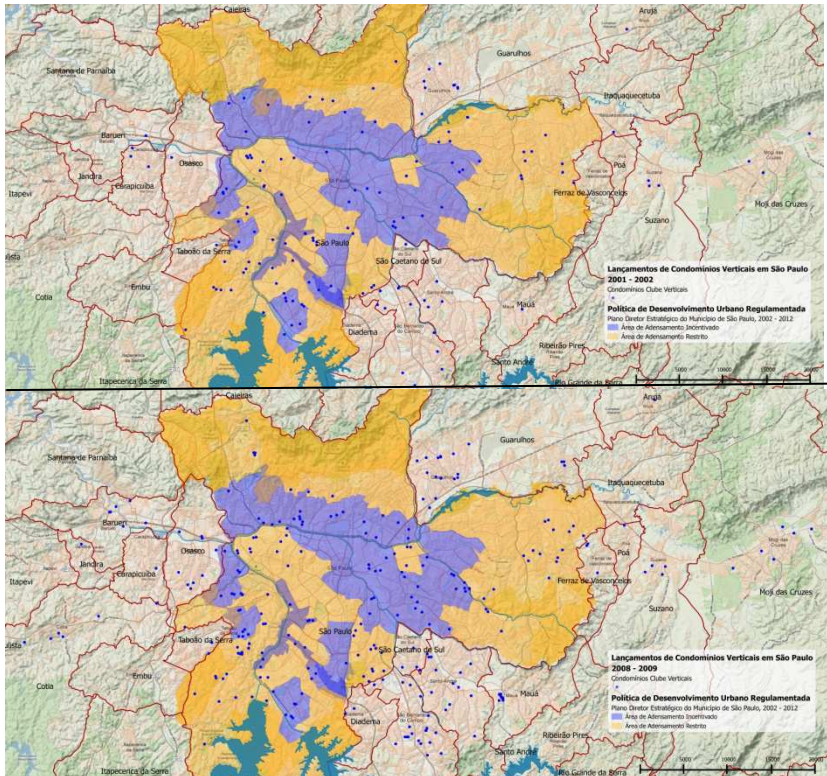 Caieiras
Arujá
Guarulhos
Santana de Parnaíba
Itaquaquecetuba
Barueri
Osasco
Jandira
Carapicuiba
Itapevi
Poá
Ferraz de Vasconcelos
Moji das Cruzes
Suzano
Taboão da Serra
São Paulo
São Caetano do Sul
Cotia
Embu
Diadema
Mauá
Ribeirão Pires
Santo André
Itapecerica da Serra
Rio Grande da Serra
Lançamentos de Condomínios Verticais em São Paulo
2001 - 2002
Condomínios Clube Verticais
Política de Desenvolvimento Urbano Regulamentada
Plano Diretor Estratégico do Município de São Paulo, 2002 - 2012
Área de Adensamento Incentivado
Área de Adensamento Restrito
0 5000 10000 15000 20000
Caieiras
Arujá
Guarulhos
Santana de Parnaíba
Itaquaquecetuba
Barueri
Osasco
Jandira
Carapicuiba
Itapevi
Poá
Ferraz de Vasconcelos
Moji das Cruzes
Suzano
Taboão da Serra
São Paulo
São Caetano do Sul
Cotia
Embu
Diadema
Mauá
Ribeirão Pires
Santo André
Itapecerica da Serra
Rio Grande da Serra
Lançamentos de Condomínios Verticais em São Paulo
2008 - 2009
Condomínios Clube Verticais
Política de Desenvolvimento Urbano Regulamentada
Plano Diretor Estratégico do Município de São Paulo, 2002 - 2012
Área de Adensamento Incentivado
Área de Adensamento Restrito
0 5000 10000 15000 20000